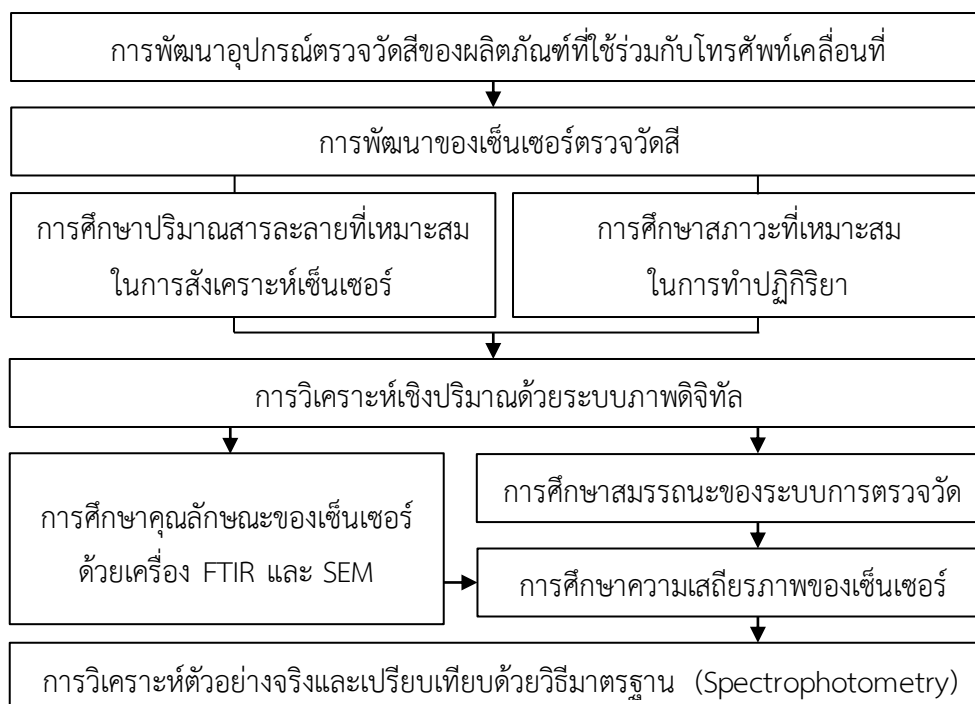 การพัฒนาอุปกรณ์ตรวจวัดสีของผลิตภัณฑ์ที่ใช้ร่วมกับโทรศัพท์เคลื่อนที่
การพัฒนาของเซ็นเซอร์ตรวจวัดสี
การศึกษาปริมาณสารละลายที่เหมาะสม
ในการสังเคราะห์เซ็นเซอร์
การศึกษาสภาวะที่เหมาะสม
ในการทำปฏิกิริยา
การวิเคราะห์เชิงปริมาณด้วยระบบภาพดิจิทัล
การศึกษาคุณลักษณะของเซ็นเซอร์
ด้วยเครื่อง FTIR และ SEM
การศึกษาสมรรถนะของระบบการตรวจวัด
การศึกษาความเสถียรภาพของเซ็นเซอร์
การวิเคราะห์ตัวอย่างจริงและเปรียบเทียบด้วยวิธีมาตรฐาน (Spectrophotometry)